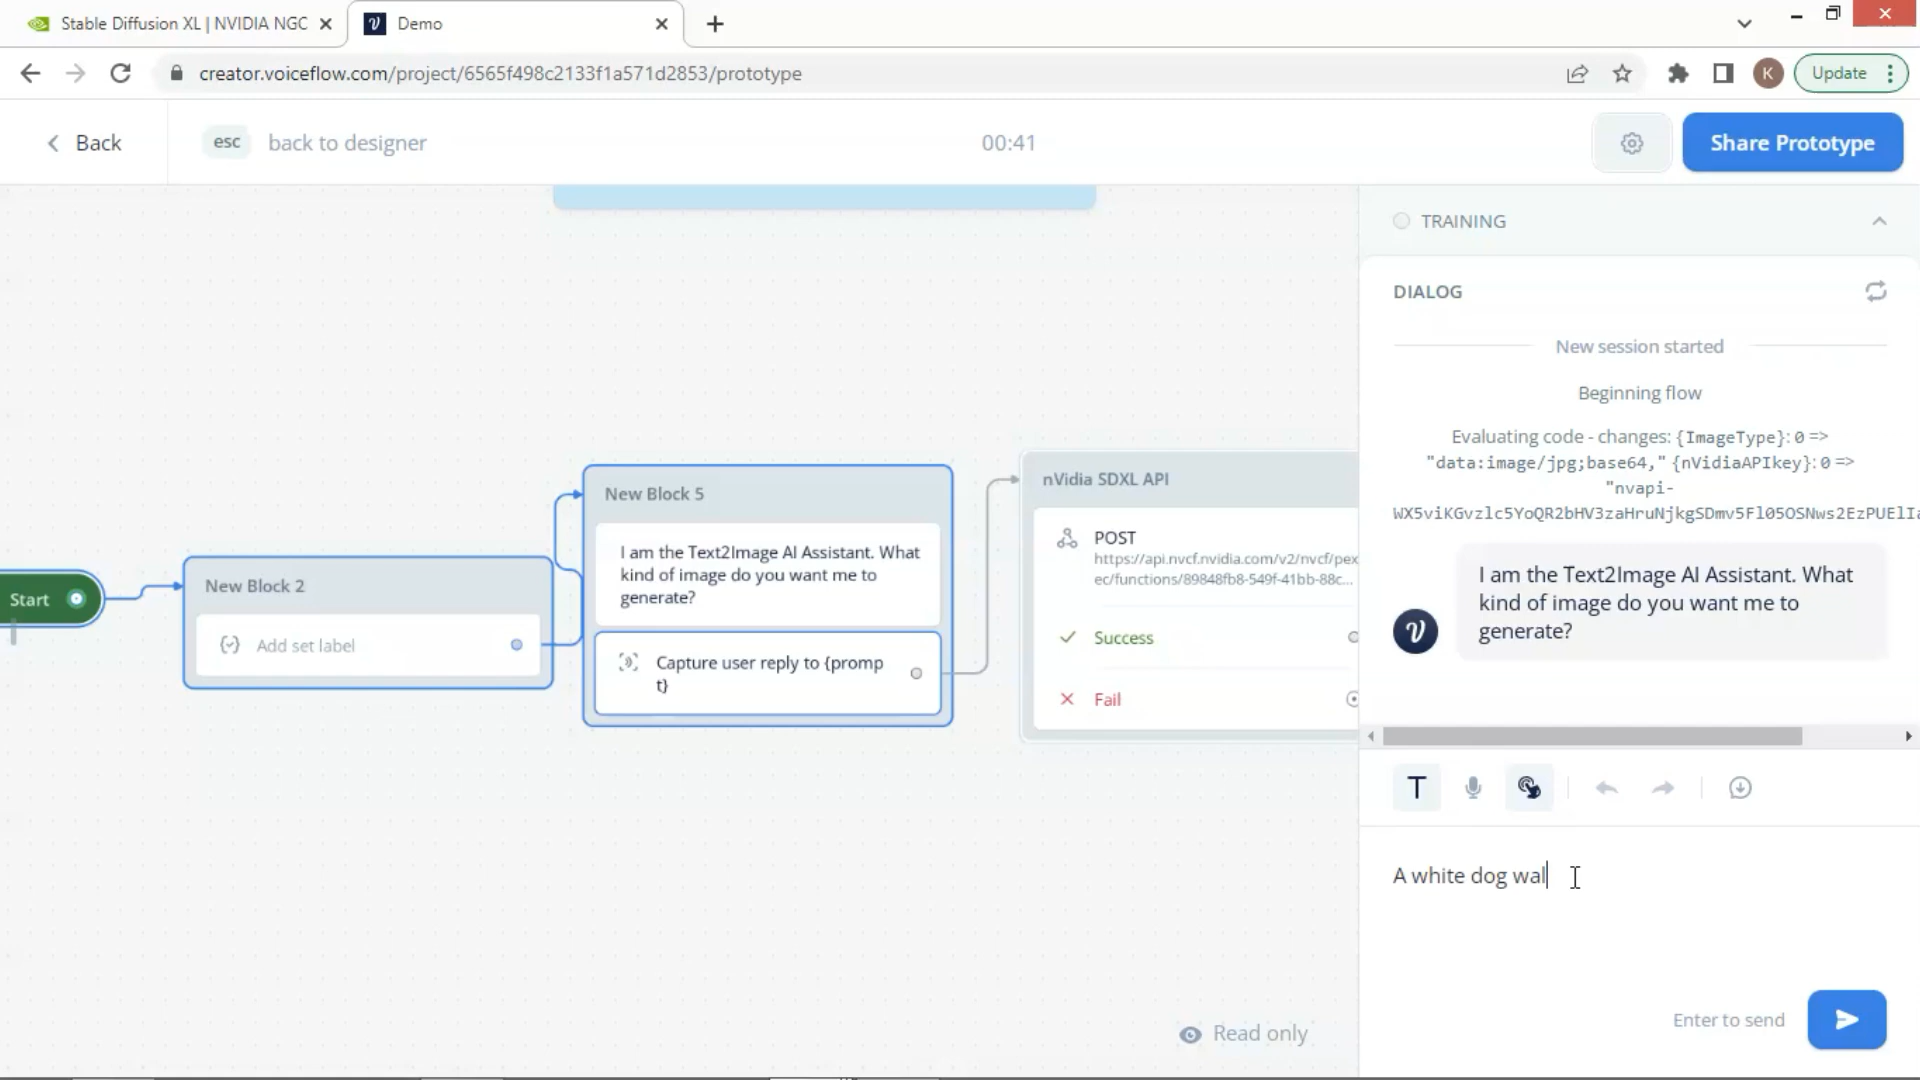 Stable Diffusion XL | NVIDIA NGC
Demo
creator.voiceflow.com/project/6565f498c2133f1a571d2853/prototype
K
Update
Back
esc
back to designer
00:41
Share Prototype
Start
New Block 2
Add set label
New Block 5
I am the Text2Image AI Assistant. What
kind of image do you want me to
generate?
Capture user reply to {promp
t}
nVidia SDXL API
POST
https://api.nvcf.nvidia.com/v2/nvcf/pex
ec/functions/89848fb8-549f-41bb-88c...
Success
Fail
Read only
TRAINING
DIALOG
New session started
Beginning flow
Evaluating code - changes: {ImageType}: 0 =>
"data:image/jpg;base64," {nVidiaAPIkey}: 0 =>
"nvapi-
I am the Text2Image AI Assistant. What
kind of image do you want me to
generate?
T
A white dog wal
Enter to send